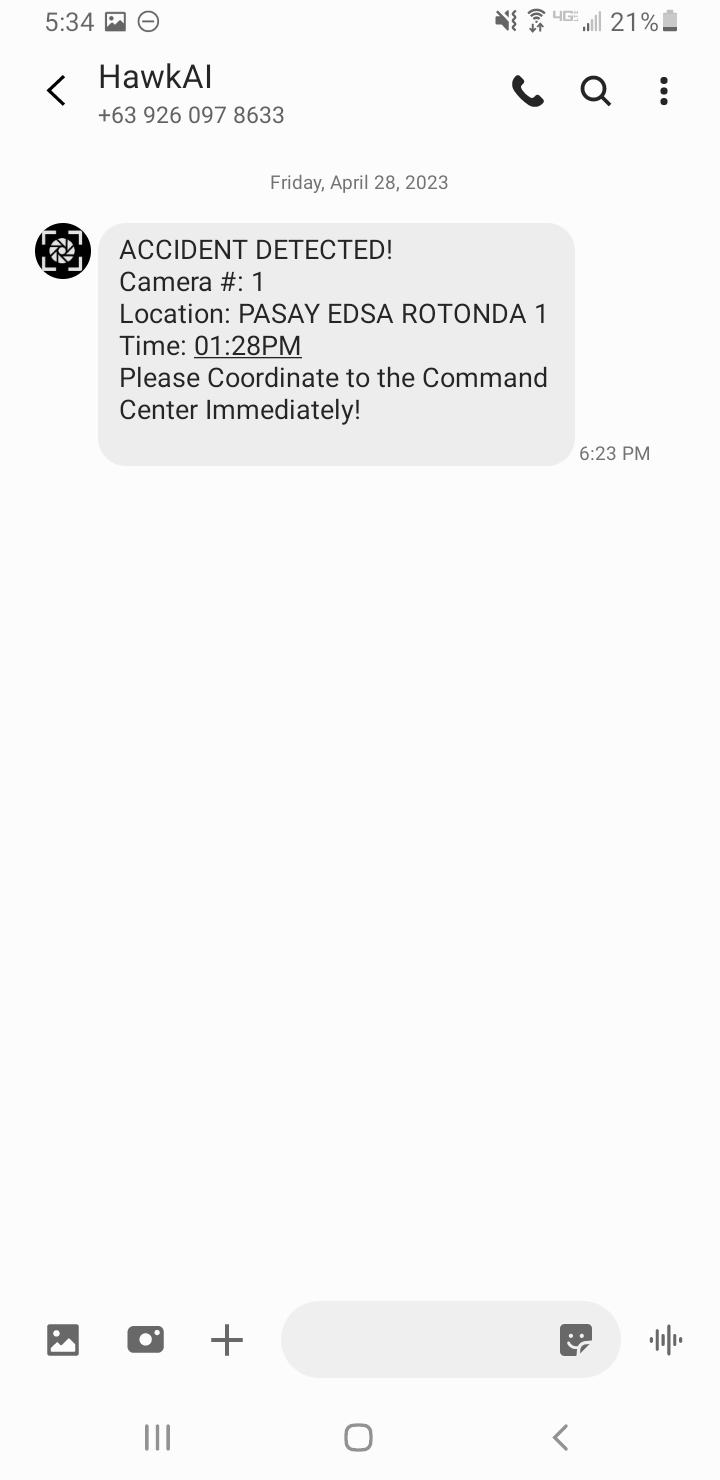 5:34
4GE 21%
HawkAI
+63 926 097 8633
Friday, April 28, 2023
ACCIDENT DETECTED!
Camera #: 1
Location: PASAY EDSA ROTONDA 1
Time: 01:28PM
Please Coordinate to the Command
Center Immediately!
6:23 PM